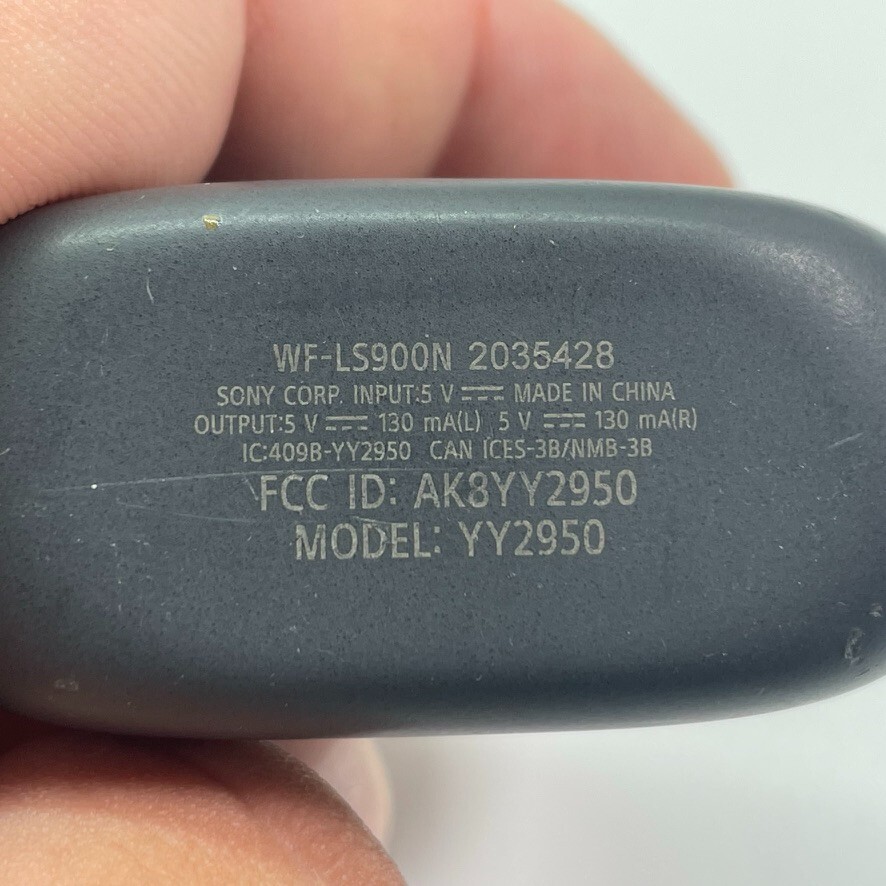 WF-LS900N 2035428
SONY CORP. INPUT:5 V ⎓ MADE IN CHINA
OUTPUT:5 V ⎓ 130 mA(L) 5 V ⎓ 130 mA(R)
IC:409B-YY2950 CAN ICES-3B/NMB-3B
FCC ID: AK8YY2950
MODEL: YY2950